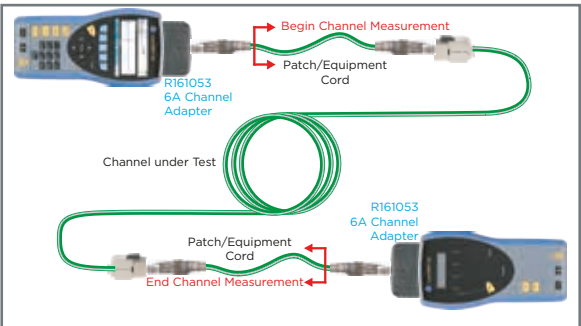 Begin Channel Measurement
Patch/Equipment
Cord
R161053
6A Channel
Adapter
Channel under Test
R161053
6A Channel
Adapter
Patch/Equipment
Cord
End Channel Measurement